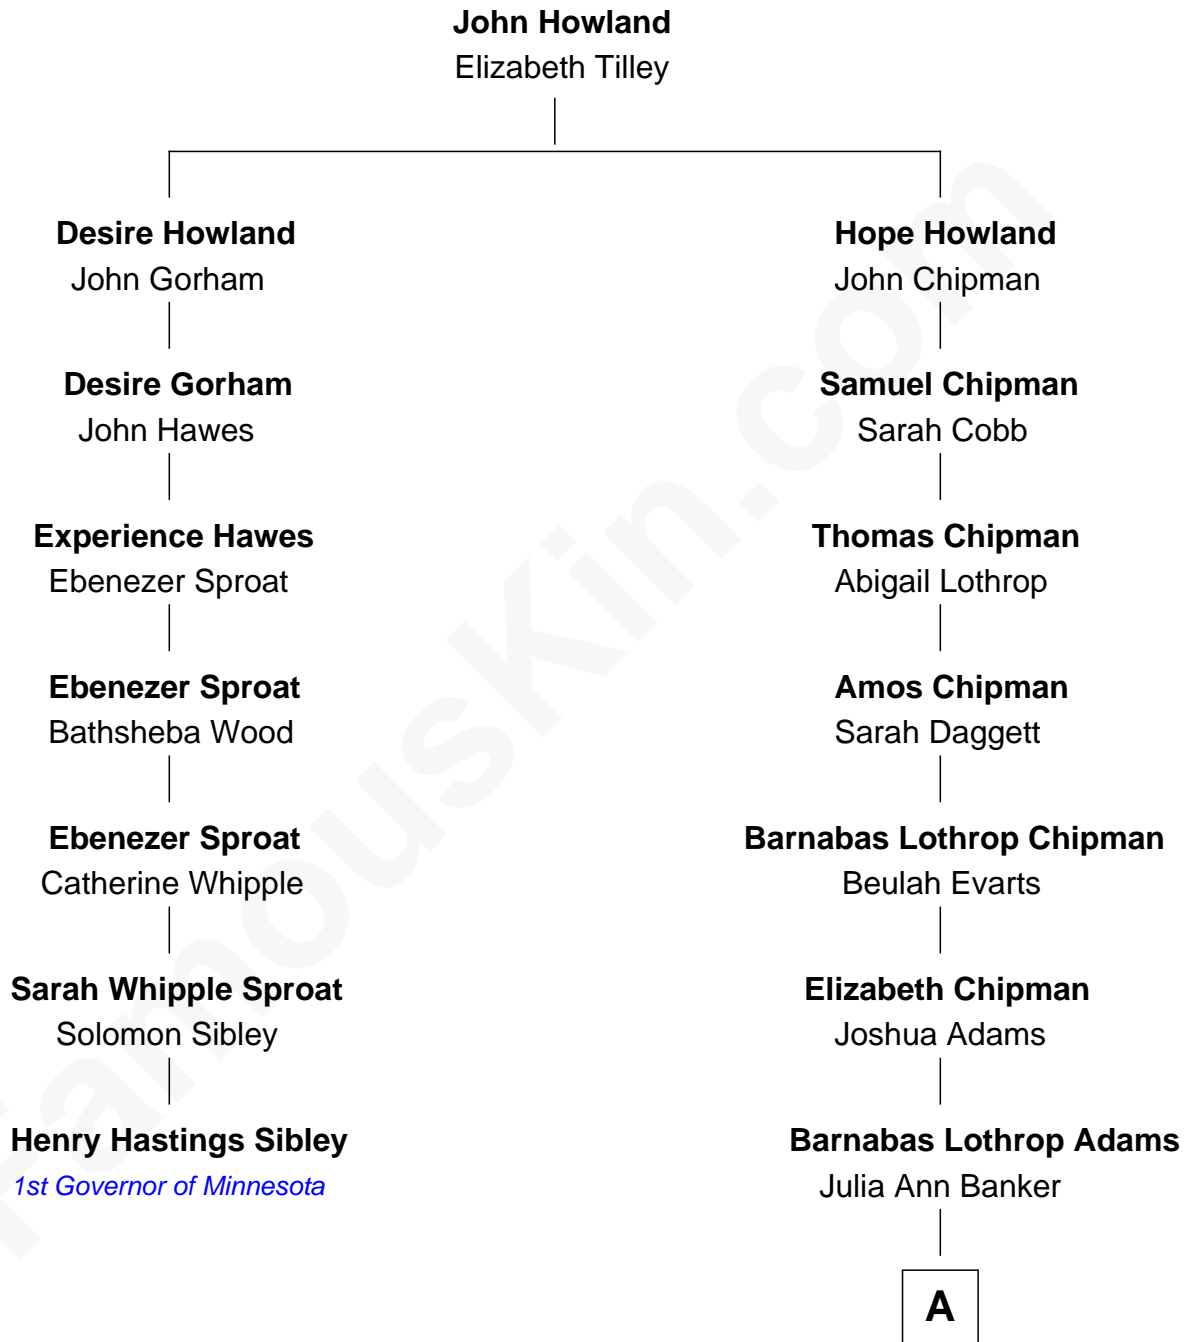 John Howland
Elizabeth Tilley
Desire Howland
John Gorham
Hope Howland
John Chipman
Desire Gorham
John Hawes
Samuel Chipman
Sarah Cobb
Experience Hawes
Ebenezer Sproat
Thomas Chipman
Abigail Lothrop
Ebenezer Sproat
Bathsheba Wood
Amos Chipman
Sarah Daggett
Ebenezer Sproat
Catherine Whipple
Barnabas Lothrop Chipman
Beulah Evarts
Sarah Whipple Sproat
Solomon Sibley
Elizabeth Chipman
Joshua Adams
Henry Hastings Sibley
1st Governor of Minnesota
Barnabas Lothrop Adams
Julia Ann Banker
A
FamousKin.com